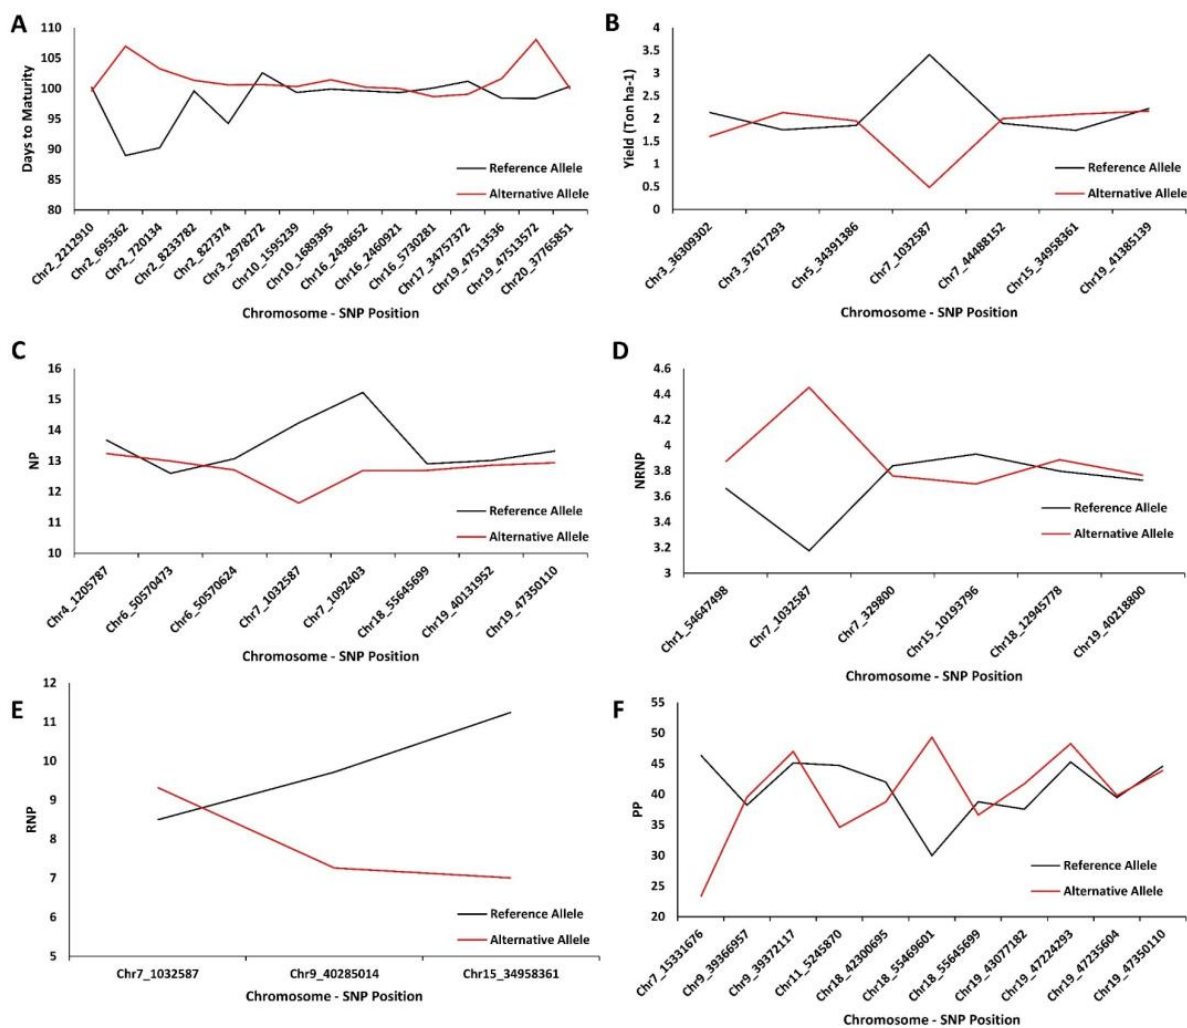 A
110
105
100
95
90
85
80
Days to Maturity
Reference Allele
Alternative Allele
Chr2_2212910
Chr2_695362
Chr2_720134
Chr2_8233782
Chr2_827374
Chr3_2978272
Chr10_1595239
Chr10_1689395
Chr16_2438652
Chr16_2460921
Chr16_5730281
Chr17_34757372
Chr19_47513536
Chr19_47513572
Chr20_37765851
Chromosome - SNP Position
B
4
3.5
3
2.5
2
1.5
1
0.5
0
Yield (Ton ha-1)
Reference Allele
Alternative Allele
Chr3_36309302
Chr3_37617293
Chr5_34391386
Chr7_1032587
Chr7_44488152
Chr15_34958361
Chr19_41385139
Chromosome - SNP Position
C
16
15
14
13
12
11
10
NP
Reference Allele
Alternative Allele
Chr4_1205787
Chr6_50570473
Chr6_50570624
Chr7_1032587
Chr7_1092403
Chr18_55645699
Chr19_40131952
Chr19_47350110
Chromosome - SNP Position
D
4.6
4.4
4.2
4
3.8
3.6
3.4
3.2
3
NRNP
Reference Allele
Alternative Allele
Chr1_54647498
Chr7_1032587
Chr7_329800
Chr15_10193796
Chr18_12945778
Chr19_40218800
Chromosome - SNP Position
E
12
11
10
9
8
7
6
5
RNP
Reference Allele
Alternative Allele
Chr7_1032587
Chr9_40285014
Chr15_34958361
Chromosome - SNP Position
F
55
50
45
40
35
30
25
20
PP
Reference Allele
Alternative Allele
Chr7_15331676
Chr9_39366957
Chr9_39372117
Chr11_5245870
Chr18_42300695
Chr18_55469601
Chr18_55645699
Chr19_43077182
Chr19_47224293
Chr19_47235604
Chr19_47350110
Chromosome - SNP Position